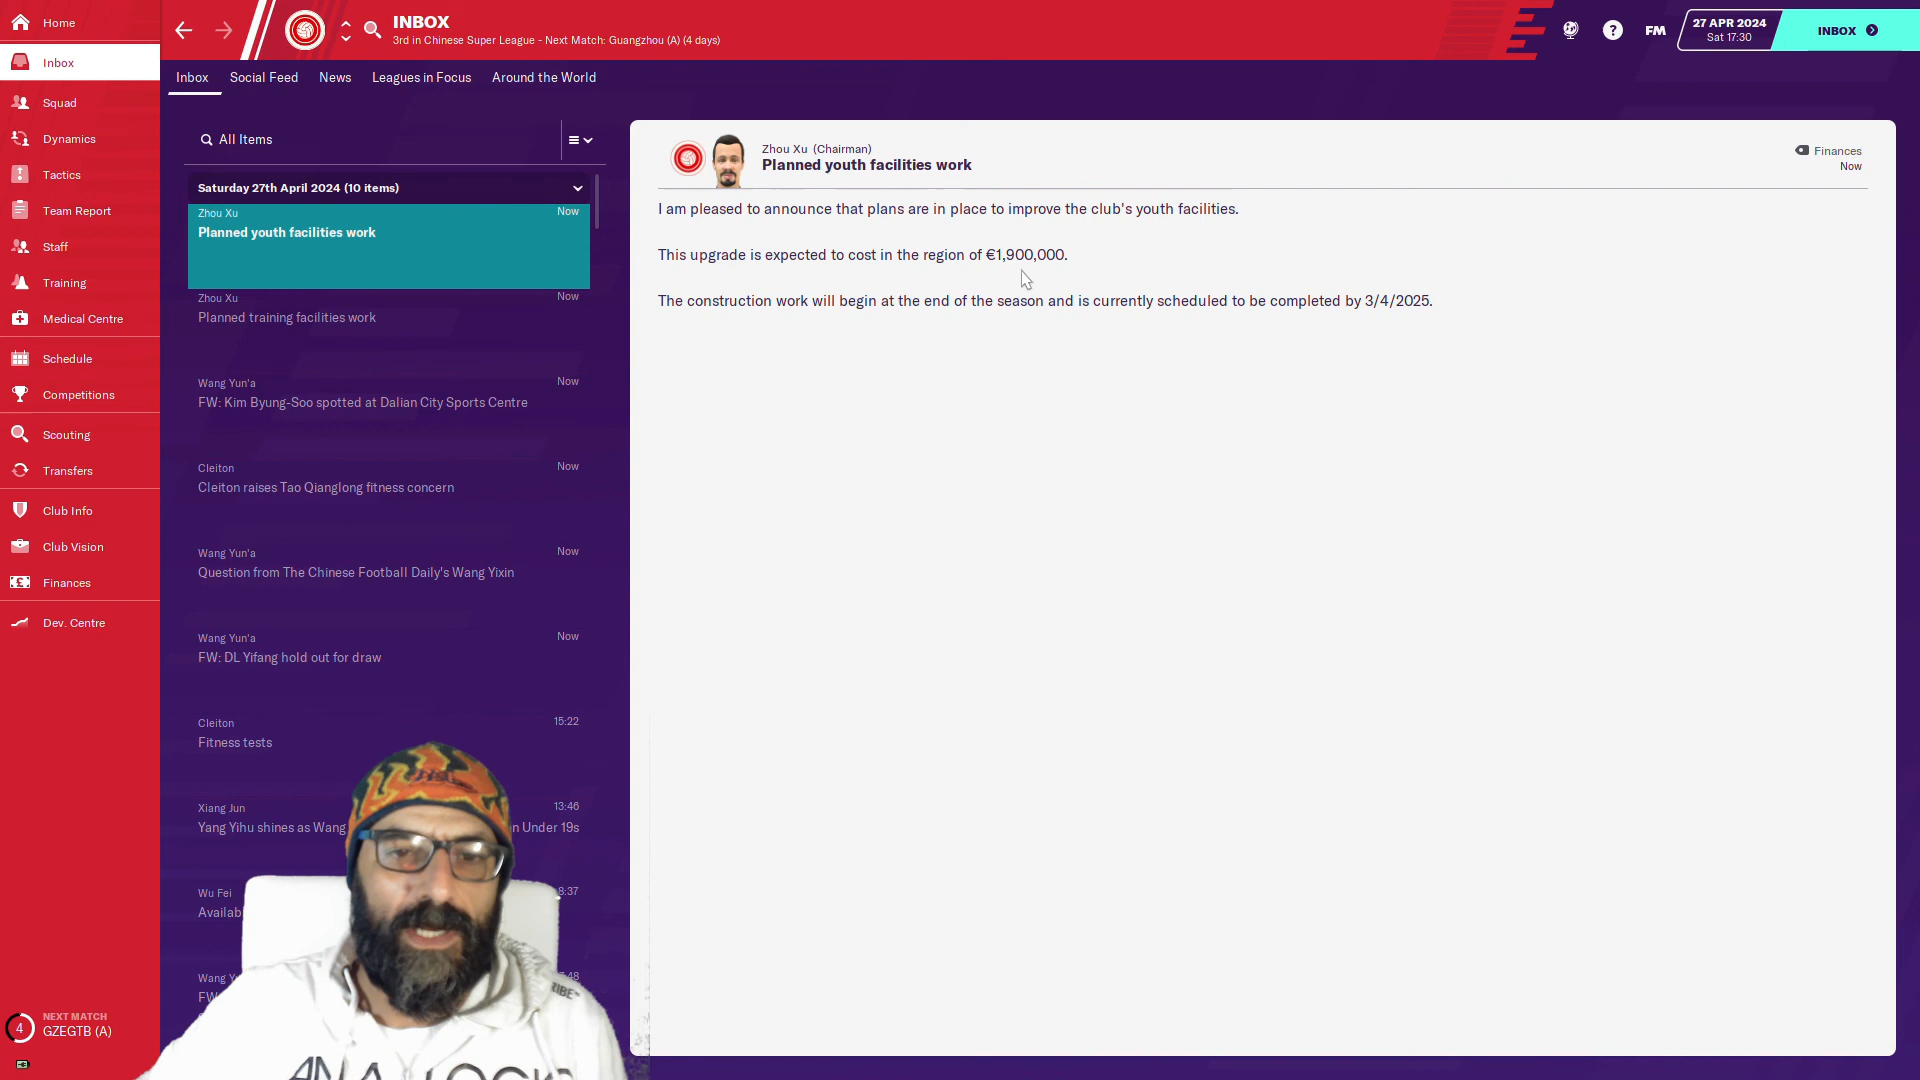 Home
INBOX
3rd in Chinese Super League - Next Match: Guangzhou (A) (4 days)
FM
27 APR 2024
Sat 17:30
INBOX
Inbox
Squad
Dynamics
Tactics
Team Report
Staff
Training
Medical Centre
Schedule
Competitions
Scouting
Transfers
Club Info
Club Vision
Finances
Dev. Centre
4
NEXT MATCH
GZEGTB (A)
Inbox Social Feed News Leagues in Focus Around the World
All Items
Saturday 27th April 2024 (10 items)
Zhou Xu Now
Planned youth facilities work
Zhou Xu Now
Planned training facilities work
Wang Yun'a Now
FW: Kim Byung-Soo spotted at Dalian City Sports Centre
Cleiton Now
Cleiton raises Tao Qianglong fitness concern
Wang Yun'a Now
Question from The Chinese Football Daily's Wang Yixin
Wang Yun'a Now
FW: DL Yifang hold out for draw
Cleiton 15:22
Fitness tests
Xiang Jun 13:46
Yang Yihu shines as Wang Under 19s
Wu Fei 8:37
Wang
FW
Zhou Xu (Chairman)
Planned youth facilities work
Finances
Now
I am pleased to announce that plans are in place to improve the club's youth facilities.
This upgrade is expected to cost in the region of €1,900,000.
The construction work will begin at the end of the season and is currently scheduled to be completed by 3/4/2025.